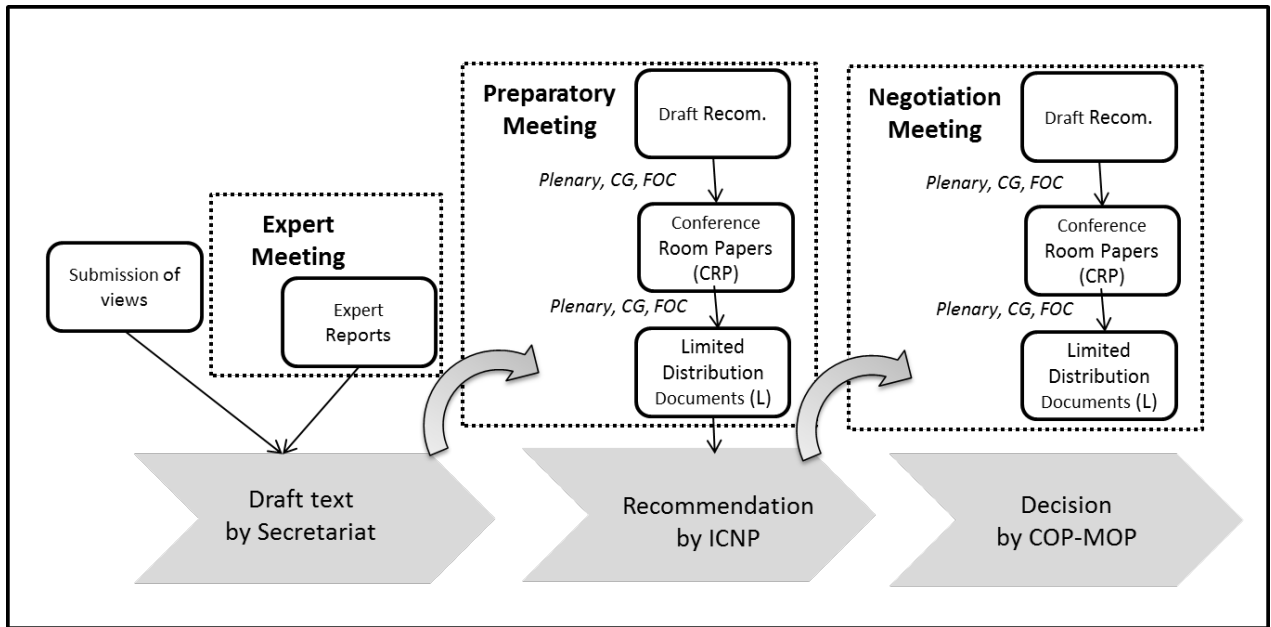 Submission of
views
Expert
Meeting
Expert
Reports
Draft text
by Secretariat
Preparatory
Meeting
Draft Recom.
Plenary, CG, FOC
Conference
Room Papers
(CRP)
Plenary, CG, FOC
Limited
Distribution
Documents (L)
Recommendation
by ICNP
Negotiation
Meeting
Draft Recom.
Plenary, CG, FOC
Conference
Room Papers
(CRP)
Plenary, CG, FOC
Limited
Distribution
Documents (L)
Decision
by COP-MOP